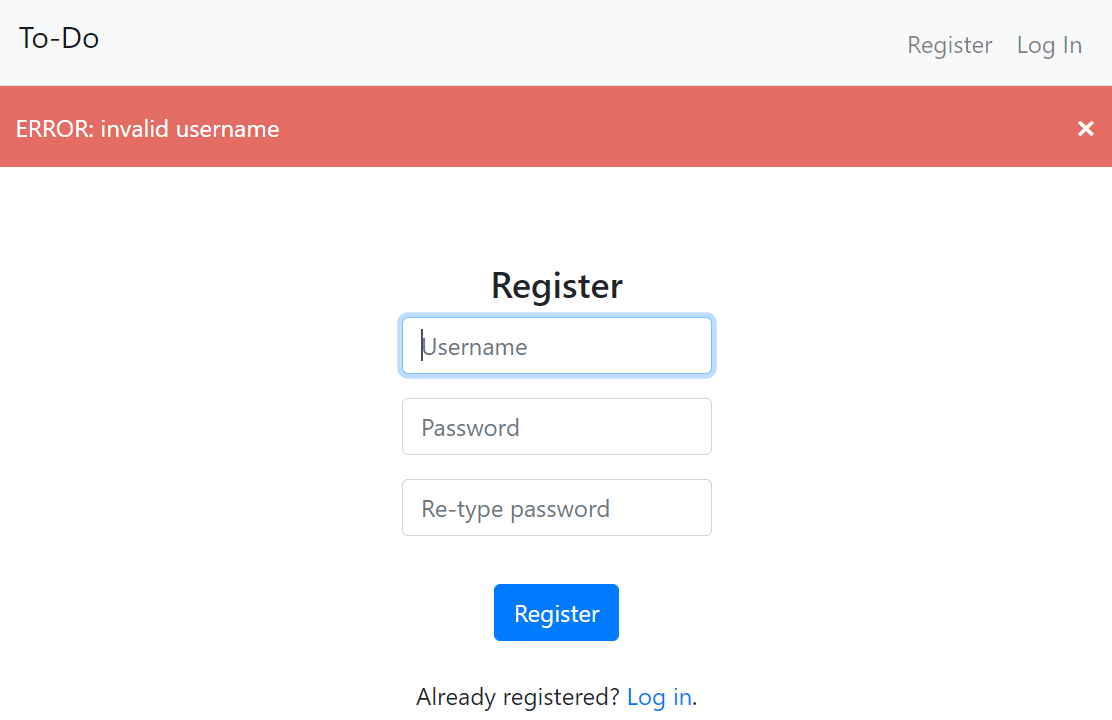 To-Do
Register Log In
ERROR: invalid username ×
Register
Username
Password
Re-type password
Register
Already registered? Log in.